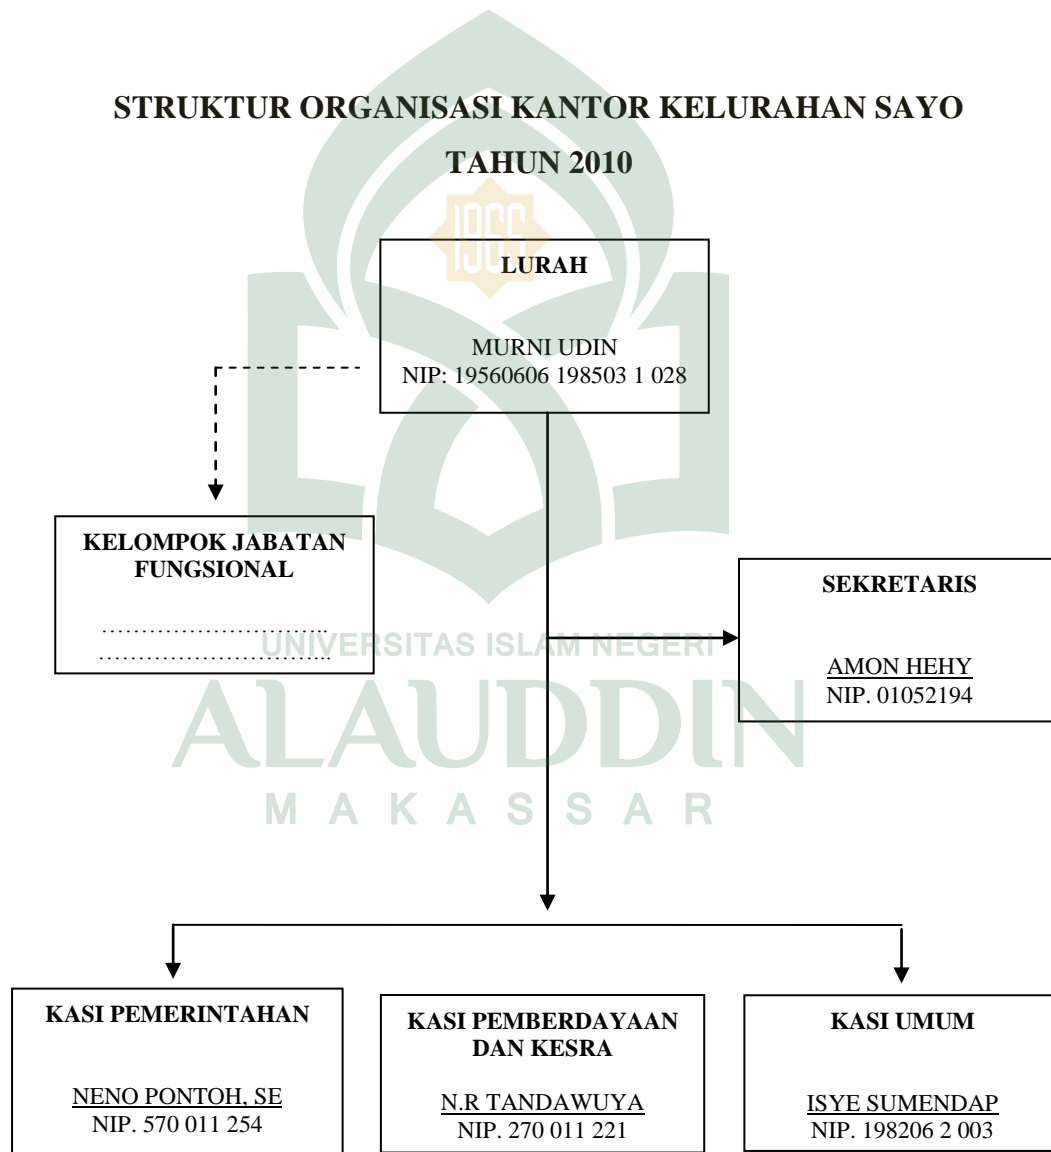 STRUKTUR ORGANISASI KANTOR KELURAHAN SAYO
TAHUN 2010
1965
LURAH
MURNI UDIN
NIP: 19560606 198503 1 028
KELOMPOK JABATAN
FUNGSIONAL
…………………………..
…………………………...
SEKRETARIS
AMON HEHY
NIP. 01052194
UNIVERSITAS ISLAM NEGERI
ALAUDDIN
MAKASSAR
KASI PEMERINTAHAN
NENO PONTOH, SE
NIP. 570 011 254
KASI PEMBERDAYAAN
DAN KESRA
N.R TANDAWUYA
NIP. 270 011 221
KASI UMUM
ISYE SUMENDAP
NIP. 198206 2 003